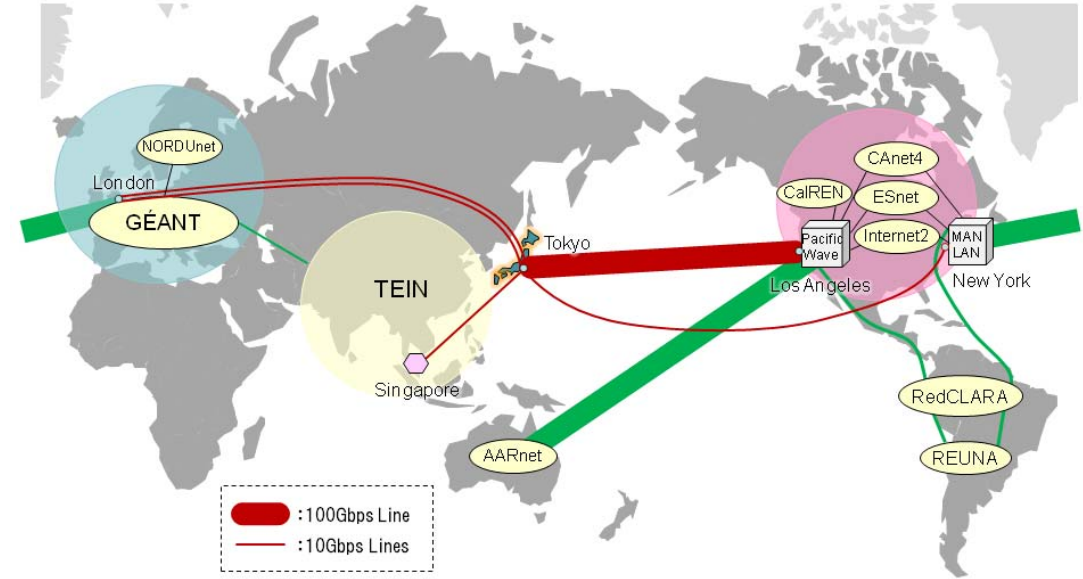 NORDUnet
London
GÉANT
TEIN
Singapore
Tokyo
AARnet
CAnet4
CalREN
ESnet
Internet2
Pacific
Wave
MAN
LAN
Los Angeles
New York
RedCLARA
REUNA
:100Gbps Line
:10Gbps Lines